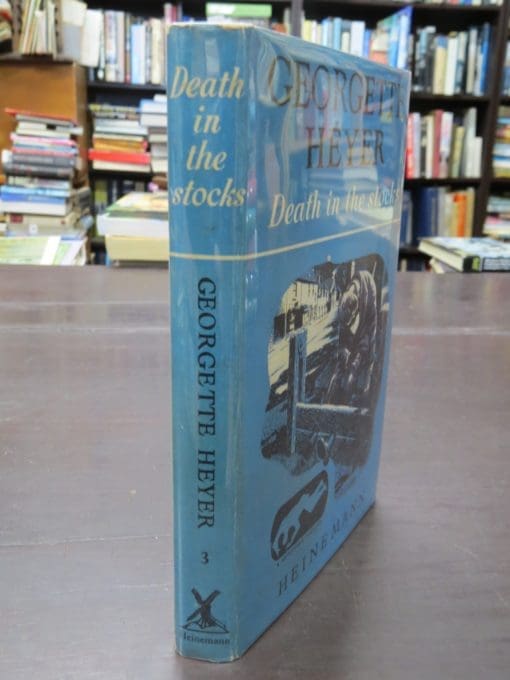 Death
in
the
stocks
GEORGETTE HEYER
3
Heinemann
GEORGETTE
HEYER
Death in the stocks
HEINEMANN